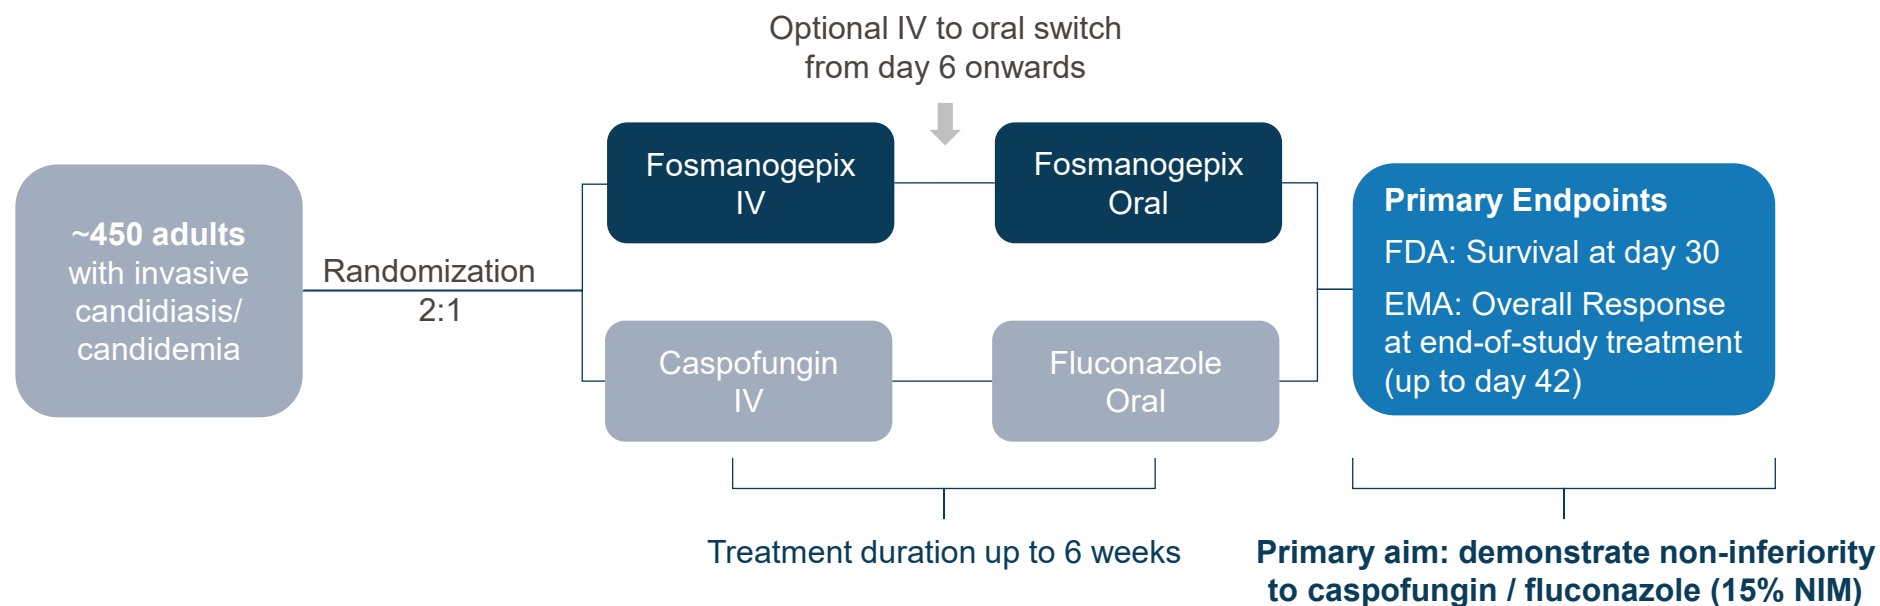 Optional IV to oral switch
from day 6 onwards
~450 adults
with invasive
candidiasis/
candidemia
Randomization
2:1
Fosmanogepix
IV
Fosmanogepix
Oral
Caspofungin
IV
Fluconazole
Oral
Primary Endpoints
FDA: Survival at day 30
EMA: Overall Response
at end-of-study treatment
(up to day 42)
Treatment duration up to 6 weeks
Primary aim: demonstrate non-inferiority
to caspofungin / fluconazole (15% NIM)